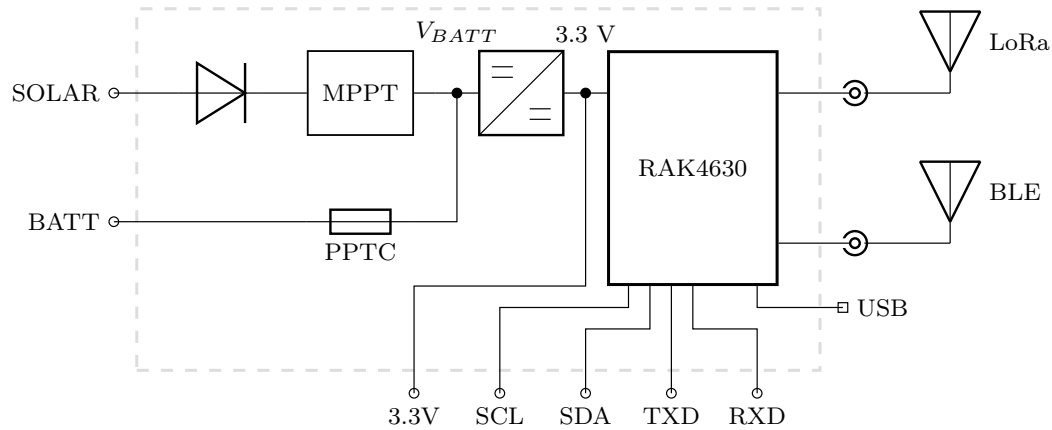 V_BATT
3.3 V
LoRa
SOLAR
MPPT
RAK4630
BLE
BATT
PPTC
USB
3.3V
SCL
SDA
TXD
RXD